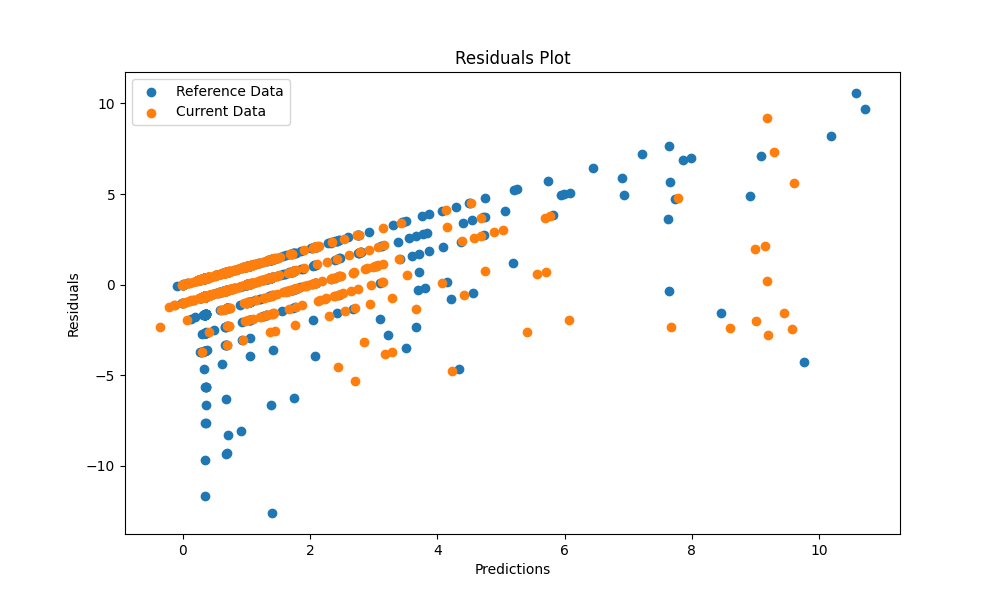 Residuals Plot
Reference Data
Current Data
Residuals
10
5
0
−5
−10
0 2 4 6 8 10
Predictions